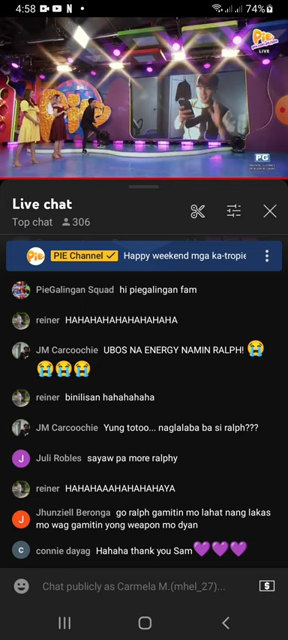 4:58
74%
PIE
LIVE
PG
Live chat
Top chat
306
PIE Channel Happy weekend mga ka-tropie
PieGalingan Squad hi piegalingan fam
reiner HAHAHAHAHAHAHAHAHA
JM Carcoochie UBOS NA ENERGY NAMIN RALPH! 😭
😭😭😭
reiner binilisan hahahahaha
JM Carcoochie Yung totoo... naglalaba ba si ralph???
J Juli Robles sayaw pa more ralphy
reiner HAHAHAAAHAHAHAHAYA
J Jhunziell Beronga go ralph gamitin mo lahat nang lakas
mo wag gamitin yong weapon mo dyan
c connie dayag Hahaha thank you Sam💜💜💜
Chat publicly as Carmela M.(mhel_27)...